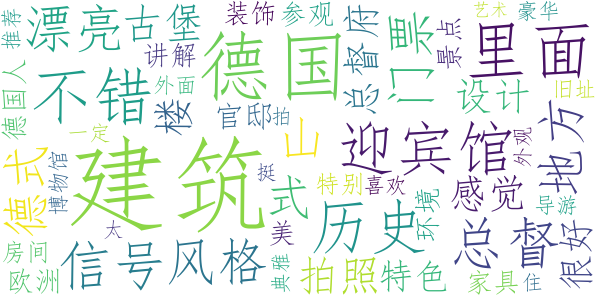 推荐
漂亮
古堡
装饰
参观
艺术
豪华
讲解
德国
总督府
门票
景点
里面
德国人
不错
外面
楼
官邸
拍
设计
旧址
一定
山
迎宾馆
外观
地方
德式
博物馆
建筑
挺
式
特别
喜欢
感觉
导游
太
美
历史
环境
总督
很好
房间
欧洲
信号
风格
典雅
拍照
特色
家具
住